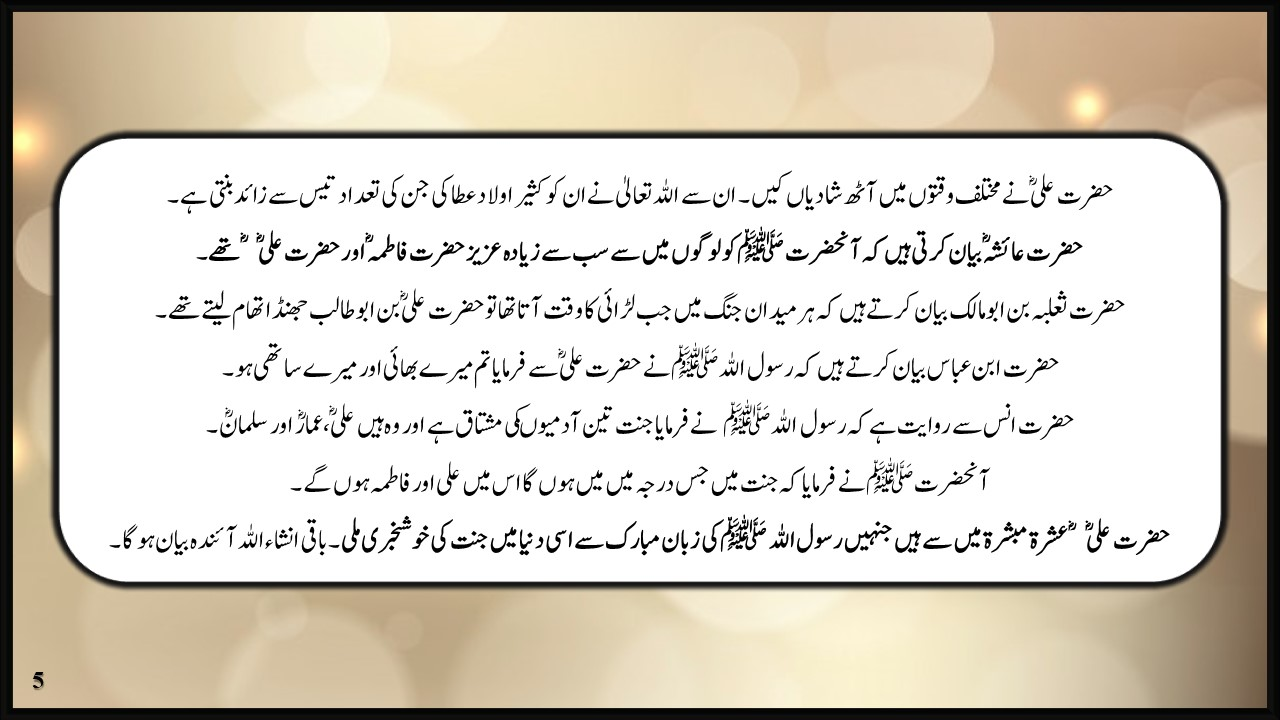 حضرت علیؓ نے مختلف وقتوں میں آٹھ شادیاں کیں۔ ان سے اللہ تعالیٰ نے ان کو کثیر اولاد عطا کی جن کی تعداد تیس سے زائد بنتی ہے۔
حضرت عائشہؓ بیان کرتی ہیں کہ آنحضرت ﷺ کو لوگوں میں سے سب سے زیادہ عزیز حضرت فاطمہؓ اور حضرت علیؓ ؓ تھے۔
حضرت ثعلبہ بن ابومالک بیان کرتے ہیں کہ ہر میدان جنگ میں جب لڑائی کا وقت آتا تھا تو حضرت علیؓ بن ابو طالب جھنڈا تھام لیتے تھے۔
حضرت ابن عباس بیان کرتے ہیں کہ رسول اللہ ﷺ نے حضرت علیؓ سے فرمایا تم میرے بھائی اور میرے ساتھی ہو۔
حضرت انس سے روایت ہے کہ رسول اللہ ﷺ نے فرمایا جنت تین آدمیوں کی مشتاق ہے اور وہ ہیں علیؓ، عمارؓ اور سلمانؓ۔
آنحضرت ﷺ نے فرمایا کہ جنت میں جس درجہ میں میں ہوں گا اس میں علی اور فاطمہ ہوں گے۔
حضرت علیؓ ؓ عشرۃ مبشرۃ میں سے ہیں جنہیں رسول اللہ ﷺ کی زبان مبارک سے اسی دنیا میں جنت کی خوشخبری ملی۔ باقی انشاء اللہ آئندہ بیان ہو گا۔
5